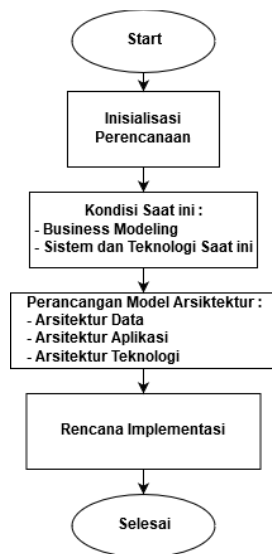 Start
Inisialisasi
Perencanaan
Kondisi Saat ini :
- Business Modeling
- Sistem dan Teknologi Saat ini
Perancangan Model Arsiktektur :
- Arsitektur Data
- Arsitektur Aplikasi
- Arsitektur Teknologi
Rencana Implementasi
Selesai